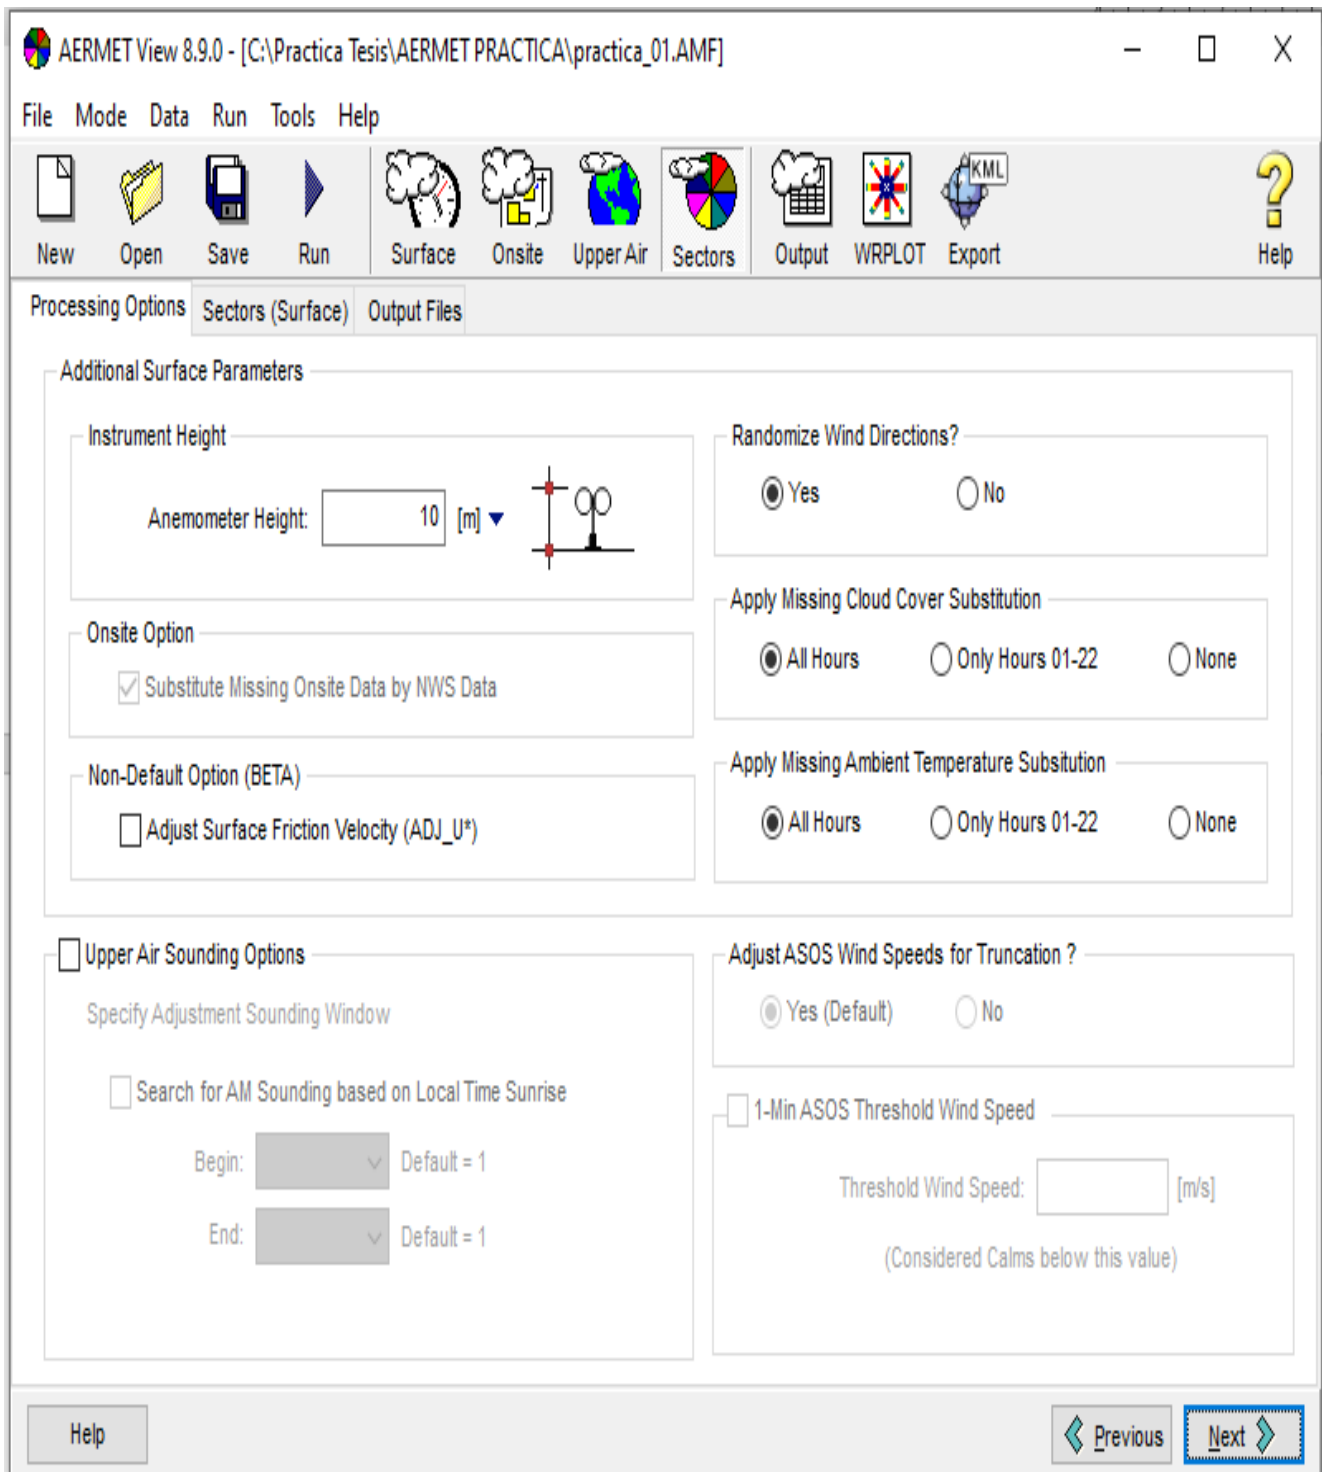 AERMET View 8.9.0 - [C:\Practica Tesis\AERMET PRACTICA\practica_01.AMF]
File Mode Data Run Tools Help
KML
New Open Save Run Surface Onsite Upper Air Sectors Output WRPLOT Export Help
Processing Options Sectors (Surface) Output Files
Additional Surface Parameters
Instrument Height
Anemometer Height: 10 [m]
Randomize Wind Directions?
Yes No
Onsite Option
Substitute Missing Onsite Data by NWS Data
Apply Missing Cloud Cover Substitution
All Hours Only Hours 01-22 None
Non-Default Option (BETA)
Adjust Surface Friction Velocity (ADJ_U*)
Apply Missing Ambient Temperature Subsitution
All Hours Only Hours 01-22 None
Upper Air Sounding Options
Specify Adjustment Sounding Window
Search for AM Sounding based on Local Time Sunrise
Begin: Default = 1
End: Default = 1
Adjust ASOS Wind Speeds for Truncation ?
Yes (Default) No
1-Min ASOS Threshold Wind Speed
Threshold Wind Speed: [m/s]
(Considered Calms below this value)
Help Previous Next